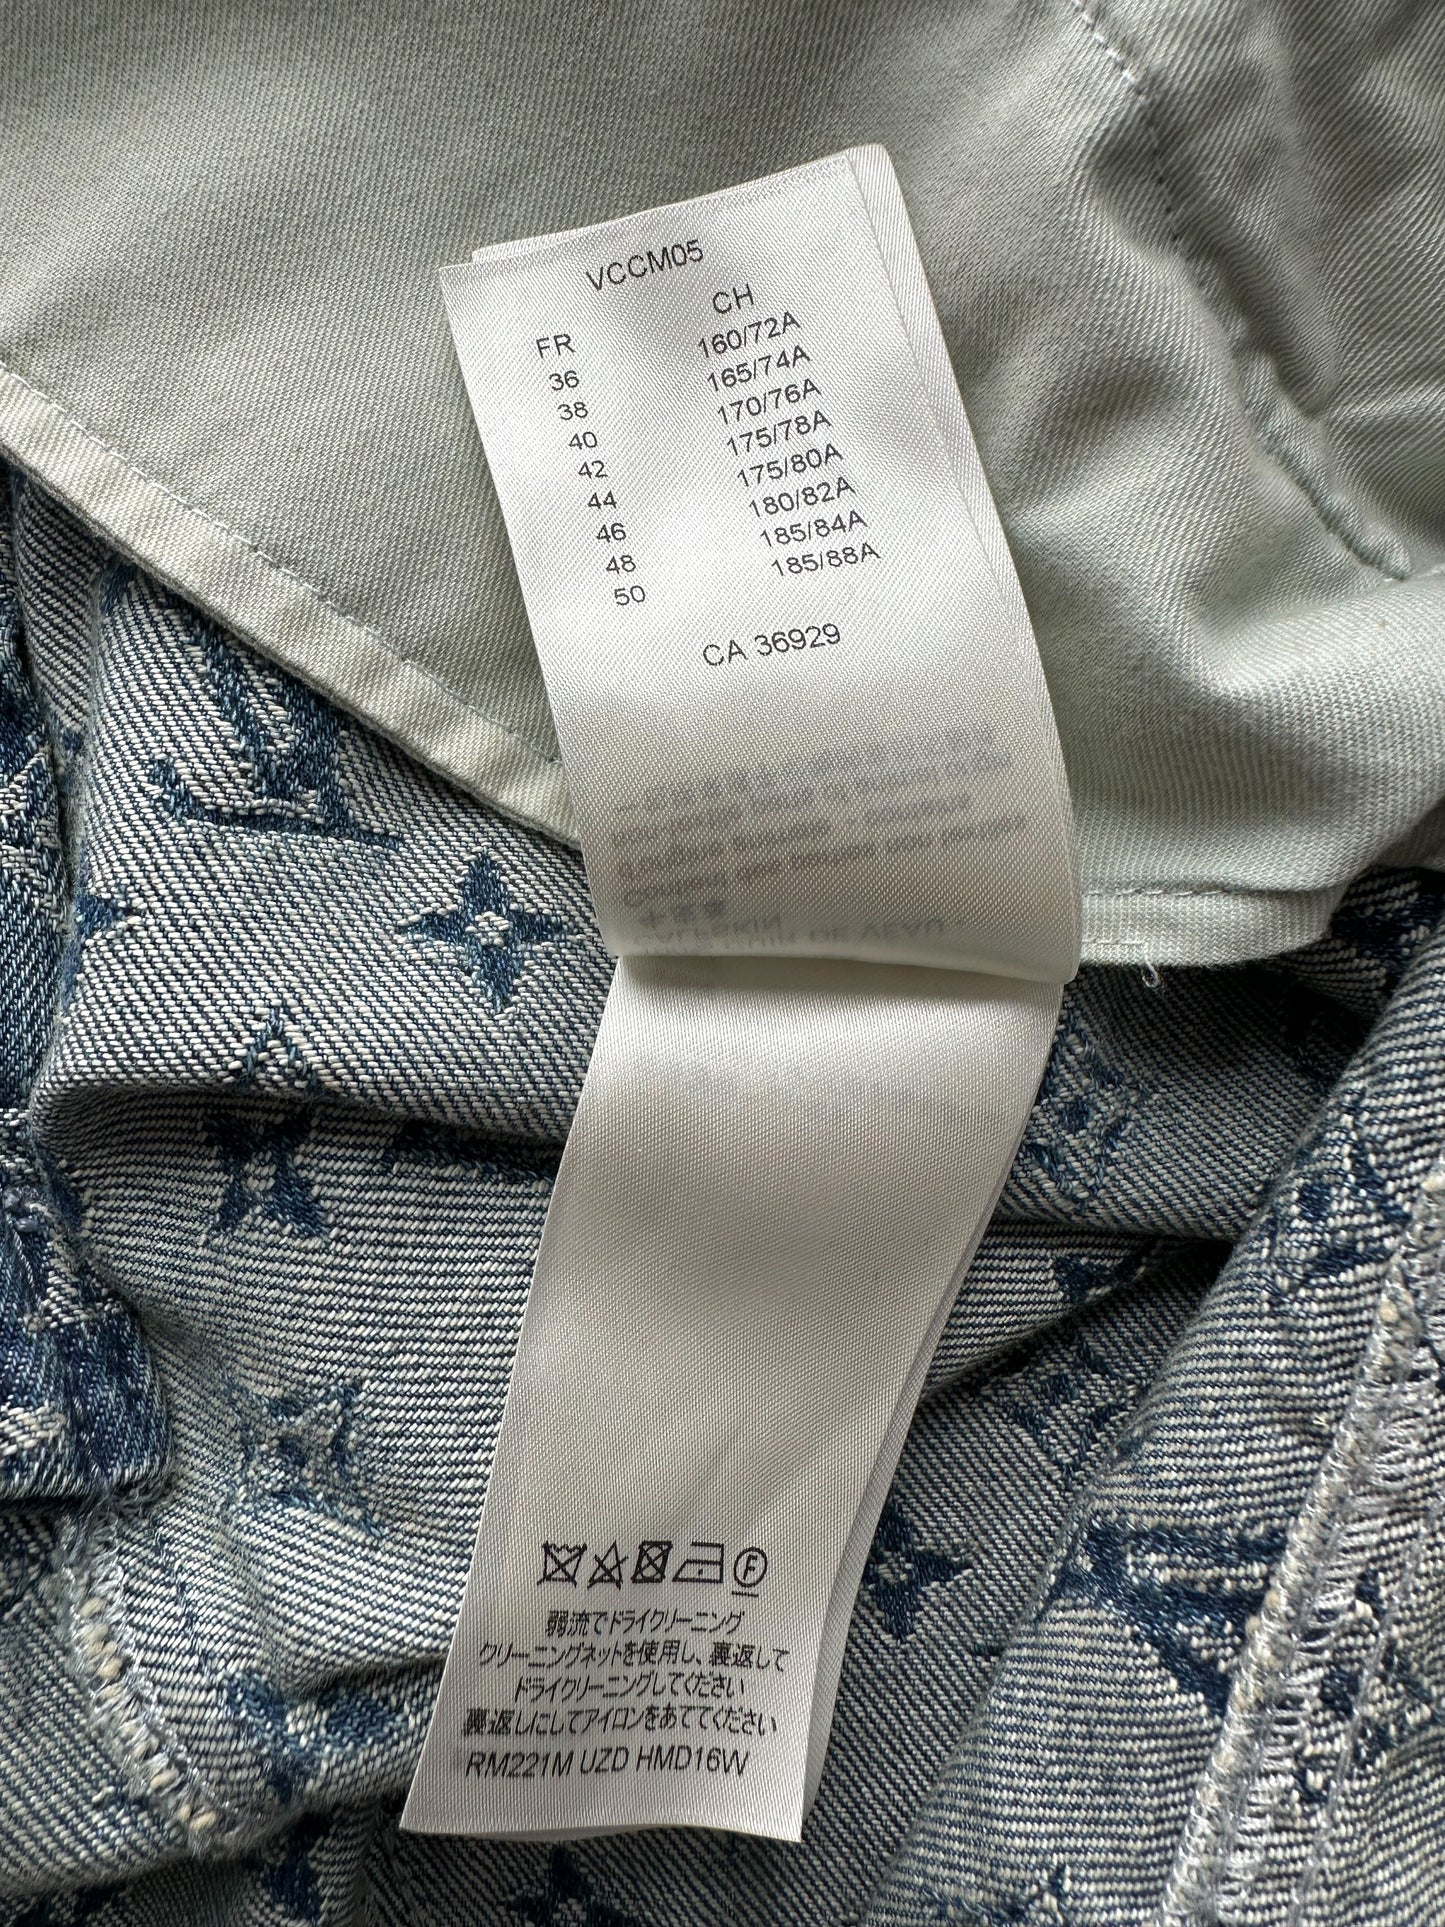 VCCM05
FR CH
36 160/72A
38 165/74A
40 170/76A
42 175/78A
44 175/80A
46 180/82A
48 185/84A
50 185/88A
CA 36929
F
弱流でドライクリーニング
クリーニングネットを使用し、裏返して
ドライクリーニングしてください
裏返しにしてアイロンをあててください
RM221M UZD HMD16W